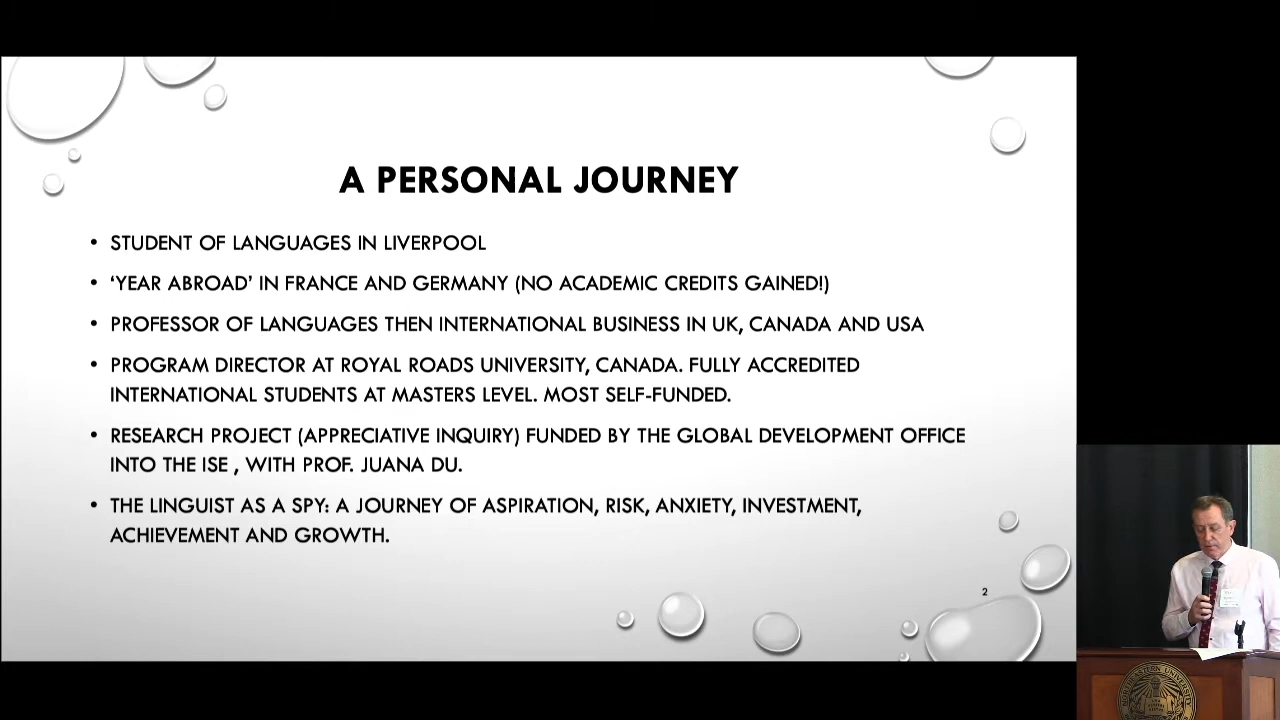 A PERSONAL JOURNEY
• STUDENT OF LANGUAGES IN LIVERPOOL
• ‘YEAR ABROAD’ IN FRANCE AND GERMANY (NO ACADEMIC CREDITS GAINED!)
• PROFESSOR OF LANGUAGES THEN INTERNATIONAL BUSINESS IN UK, CANADA AND USA
• PROGRAM DIRECTOR AT ROYAL ROADS UNIVERSITY, CANADA. FULLY ACCREDITED
INTERNATIONAL STUDENTS AT MASTERS LEVEL. MOST SELF-FUNDED.
• RESEARCH PROJECT (APPRECIATIVE INQUIRY) FUNDED BY THE GLOBAL DEVELOPMENT OFFICE
INTO THE ISE , WITH PROF. JUANA DU.
• THE LINGUIST AS A SPY: A JOURNEY OF ASPIRATION, RISK, ANXIETY, INVESTMENT,
ACHIEVEMENT AND GROWTH.
2
UNIVERSITY